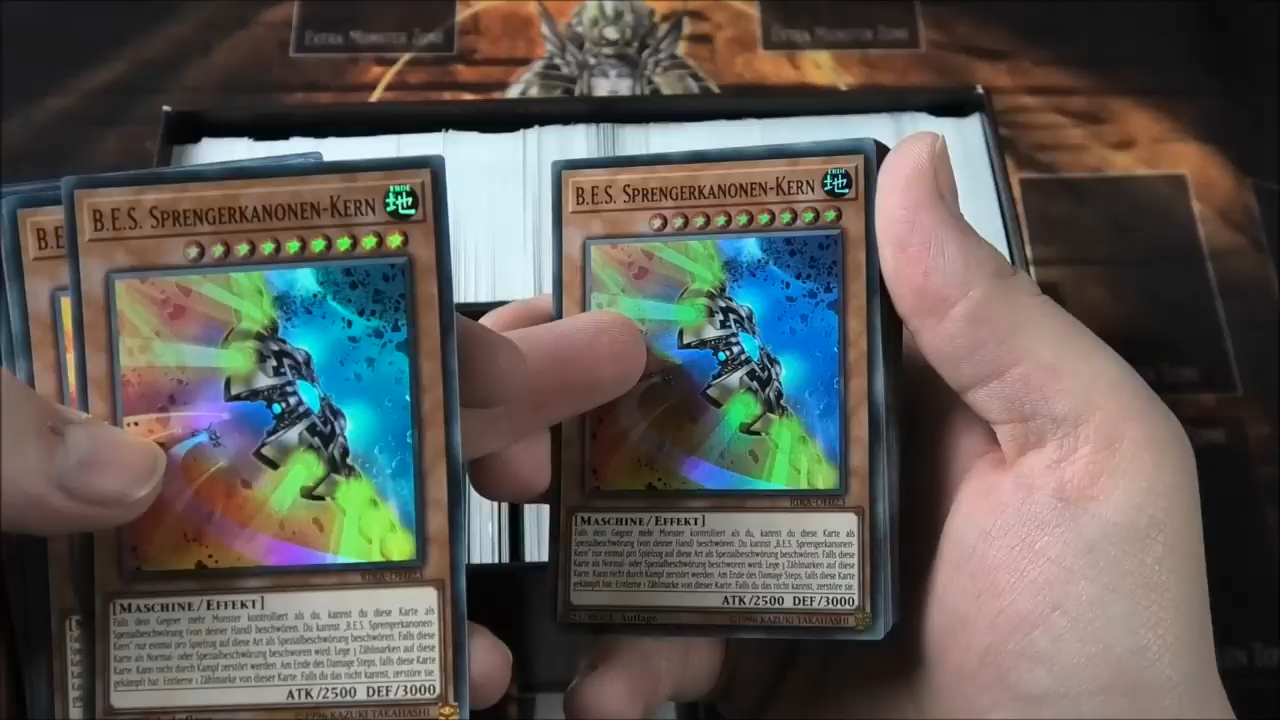 EXTRA MONSTER ZONE
EXTRA MONSTER ZONE
B.E.
B.E.S. SPRENGERKANONEN-KERN
ERDE
地
RIRA-DE023
[MASCHINE/EFFEKT]
Falls dein Gegner mehr Monster kontrolliert als du, kannst du diese Karte als
Spezialbeschwörung (von deiner Hand) beschwören. Du kannst „B.E.S. Sprengerkanonen-
Kern" nur einmal pro Spielzug auf diese Art als Spezialbeschwörung beschwören. Falls diese
Karte als Normal- oder Spezialbeschwörung beschworen wird: Lege 3 Zählmarken auf diese
Karte. Kann nicht durch Kampf zerstört werden. Am Ende des Damage Steps, falls diese Karte
gekämpft hat: Entferne 1 Zählmarke von dieser Karte. Falls du das nicht kannst, zerstöre sie.
ATK/2500 DEF/3000
©1996 KAZUKI TAKAHASHI
B.E.S. SPRENGERKANONEN-KERN
ERDE
地
RIRA-DE023
[MASCHINE/EFFEKT]
Falls dein Gegner mehr Monster kontrolliert als du, kannst du diese Karte als
Spezialbeschwörung (von deiner Hand) beschwören. Du kannst „B.E.S. Sprengerkanonen-
Kern" nur einmal pro Spielzug auf diese Art als Spezialbeschwörung beschwören. Falls diese
Karte als Normal- oder Spezialbeschwörung beschworen wird: Lege 3 Zählmarken auf diese
Karte. Kann nicht durch Kampf zerstört werden. Am Ende des Damage Steps, falls diese Karte
gekämpft hat: Entferne 1 Zählmarke von dieser Karte. Falls du das nicht kannst, zerstöre sie.
ATK/2500 DEF/3000
Auflage ©1996 KAZUKI TAKAHASHI